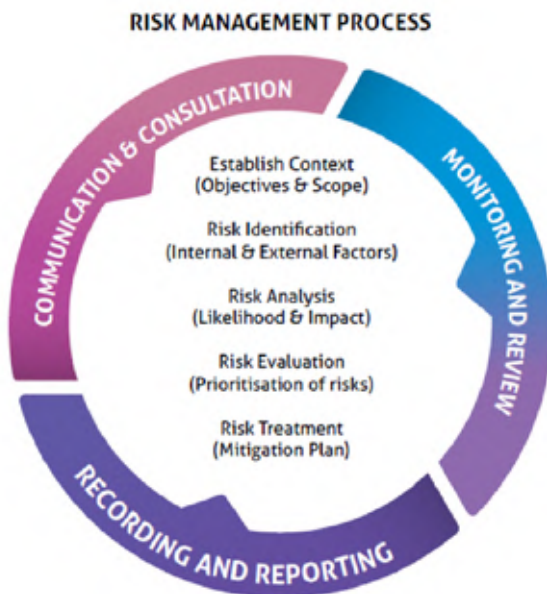 RISK MANAGEMENT PROCESS
COMMUNICATION & CONSULTATION
MONITORING AND REVIEW
Establish Context
(Objectives & Scope)
Risk Identification
(Internal & External Factors)
Risk Analysis
(Likelihood & Impact)
Risk Evaluation
(Prioritisation of risks)
Risk Treatment
(Mitigation Plan)
RECORDING AND REPORTING